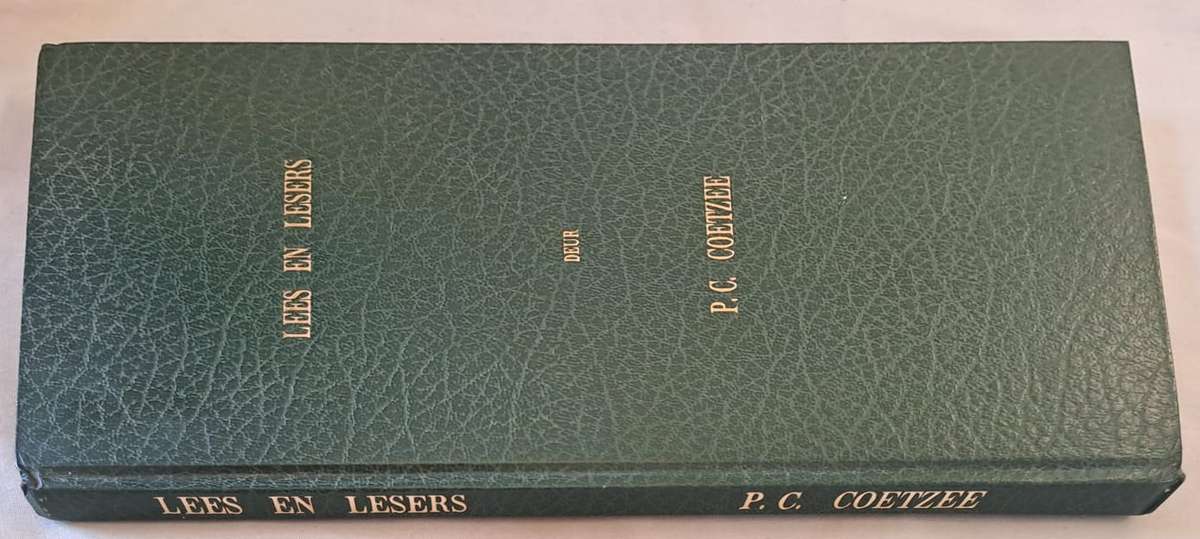 LEES EN LESERS
DEUR
P. C. COETZEE
LEES EN LESERS P. C. COETZEE